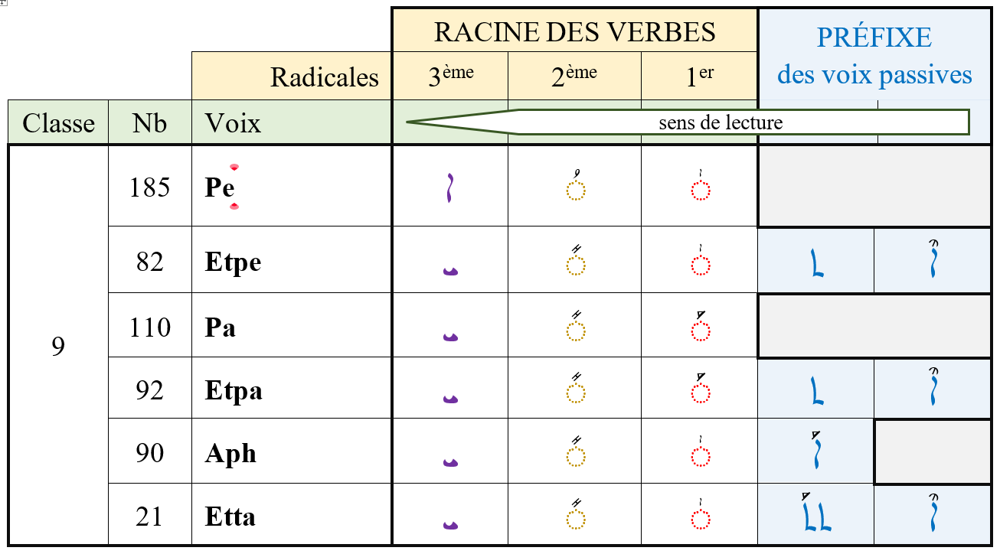 RACINE DES VERBES
PRÉFIXE
des voix passives
Radicales 3ème 2ème 1er
Classe Nb Voix sens de lecture
9
185 Pe ܐ ◌ܳ ◌ܑ
82 Etpe ܝ ◌ܺ ◌ܑ ܬ ܐܶ
110 Pa ܝ ◌ܺ ◌ܰ
92 Etpa ܝ ◌ܺ ◌ܰ ܬ ܐܶ
90 Aph ܝ ◌ܺ ◌ܑ ܐܰ
21 Etta ܝ ◌ܺ ◌ܑ ܬܬܰ ܐܶ